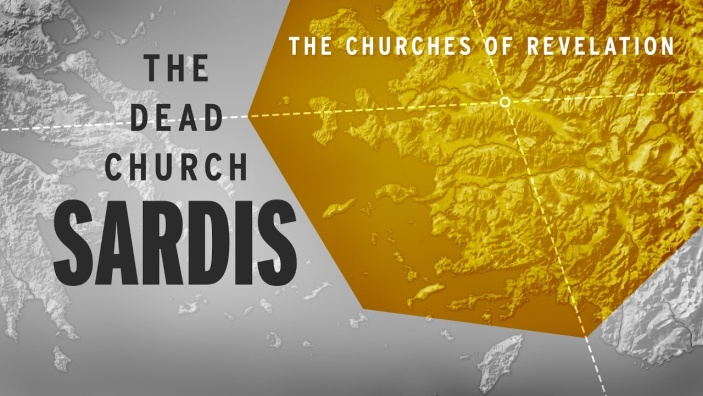 THE CHURCHES OF REVELATION
THE
DEAD
CHURCH
SARDIS